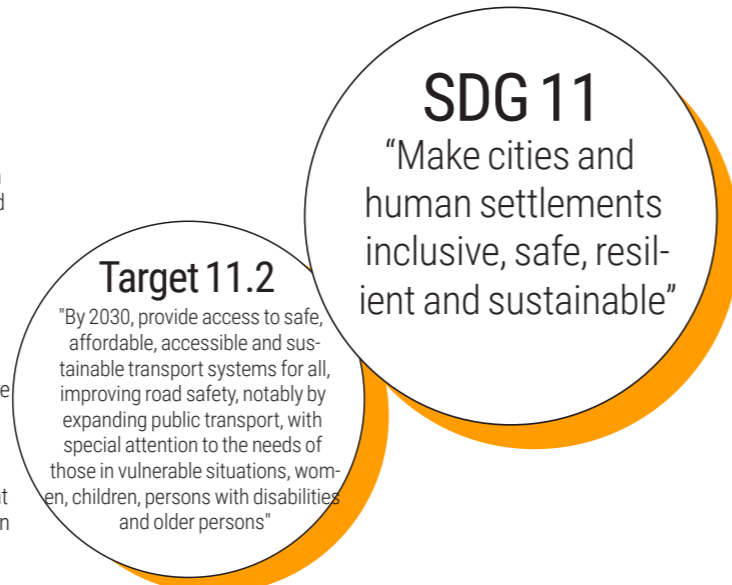 SDG 11
“Make cities and
human settlements
inclusive, safe, resil-
ient and sustainable”
Target 11.2
"By 2030, provide access to safe,
affordable, accessible and sus-
tainable transport systems for all,
improving road safety, notably by
expanding public transport, with
special attention to the needs of
those in vulnerable situations, wom-
en, children, persons with disabilities
and older persons"